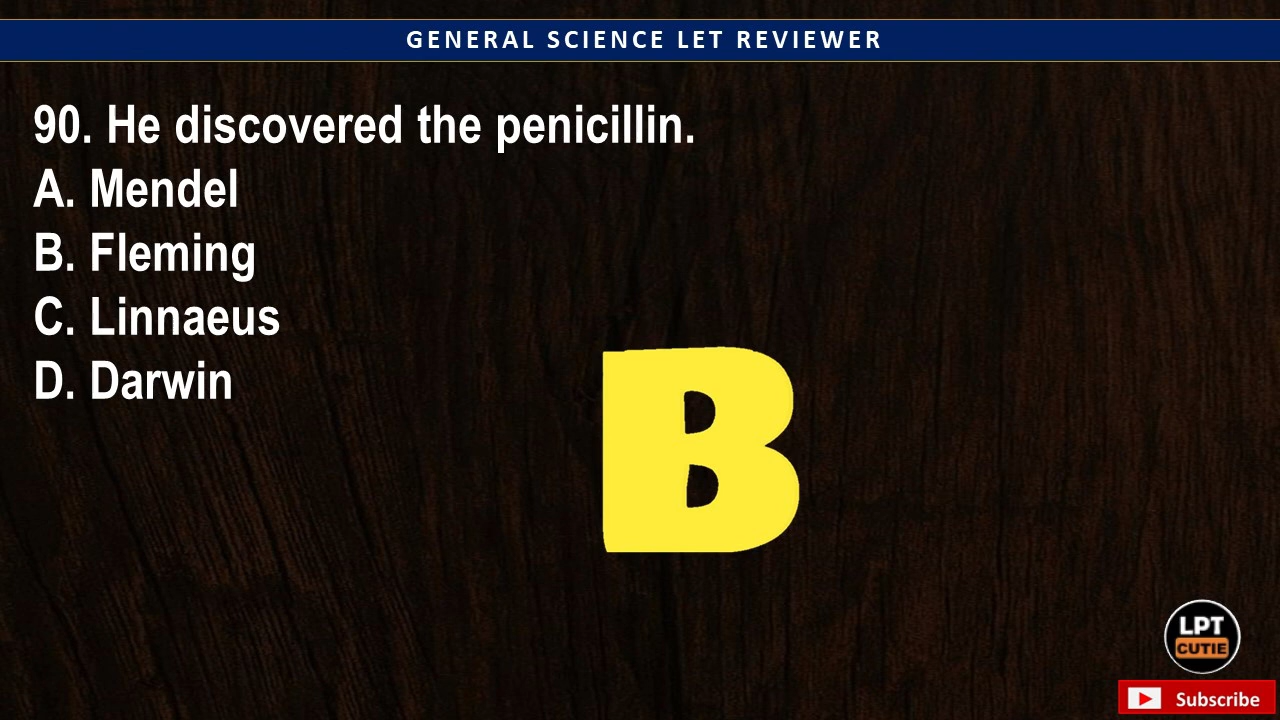 GENERAL SCIENCE LET REVIEWER
90. He discovered the penicillin.
A. Mendel
B. Fleming
C. Linnaeus
D. Darwin
B
LPT
CUTIE
Subscribe